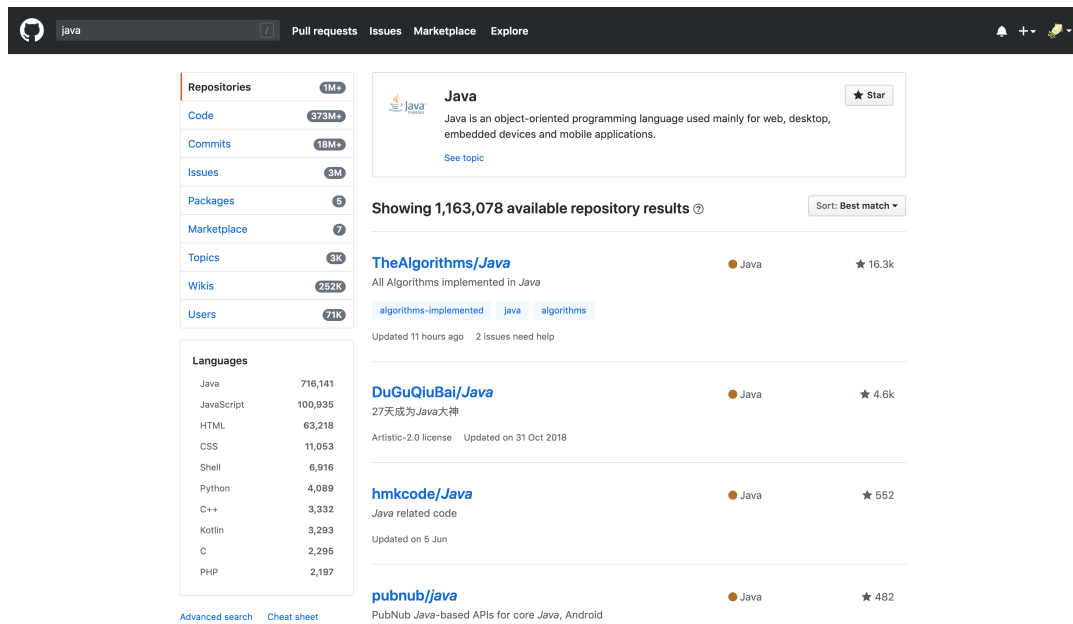 java /
Pull requests Issues Marketplace Explore
Repositories 1M+
Code 373M+
Commits 18M+
Issues 3M
Packages 5
Marketplace 7
Topics 3K
Wikis 252K
Users 71K
Languages
Java 716,141
JavaScript 100,935
HTML 63,218
CSS 11,053
Shell 6,916
Python 4,089
C++ 3,332
Kotlin 3,293
C 2,295
PHP 2,197
Advanced search Cheat sheet
Java
Java
Star
Java is an object-oriented programming language used mainly for web, desktop,
embedded devices and mobile applications.
See topic
Showing 1,163,078 available repository results ?
Sort: Best match
TheAlgorithms/Java Java 16.3k
All Algorithms implemented in Java
algorithms-implemented java algorithms
Updated 11 hours ago 2 issues need help
DuGuQiuBai/Java Java 4.6k
27天成为Java大神
Artistic-2.0 license Updated on 31 Oct 2018
hmkcode/Java Java 552
Java related code
Updated on 5 Jun
pubnub/java Java 482
PubNub Java-based APIs for core Java, Android